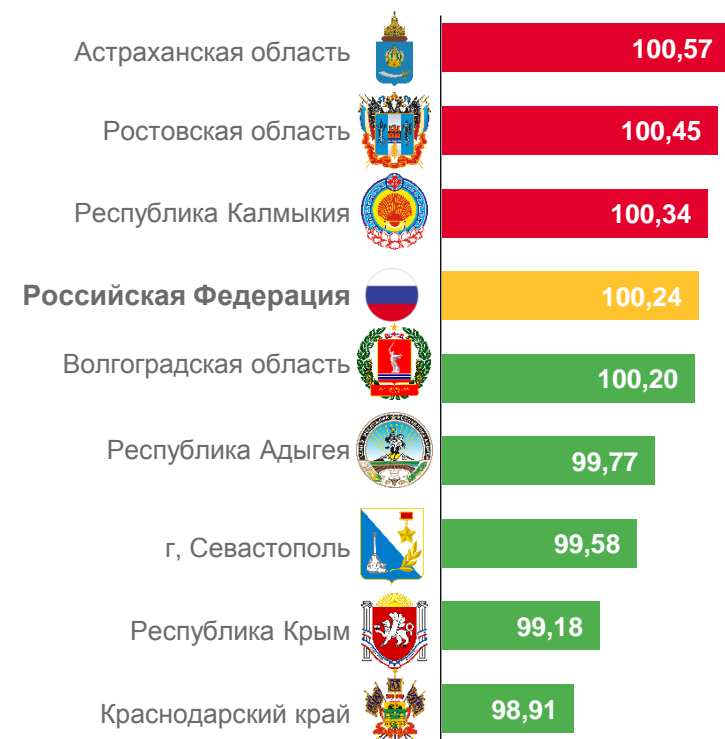 Астраханская область 100,57
Ростовская область 100,45
Республика Калмыкия 100,34
Российская Федерация 100,24
Волгоградская область 100,20
Республика Адыгея 99,77
г, Севастополь 99,58
Республика Крым 99,18
Краснодарский край 98,91